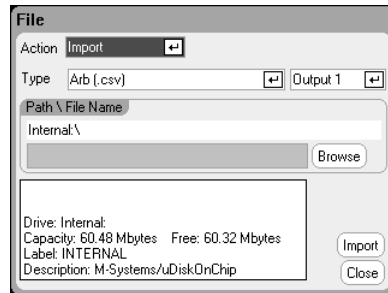 File
Action Import
Type Arb (.csv) Output 1
Path \ File Name
Internal:\
Browse
Drive: Internal:
Capacity: 60.48 Mbytes Free: 60.32 Mbytes
Label: INTERNAL
Description: M-Systems/uDiskOnChip
Import
Close